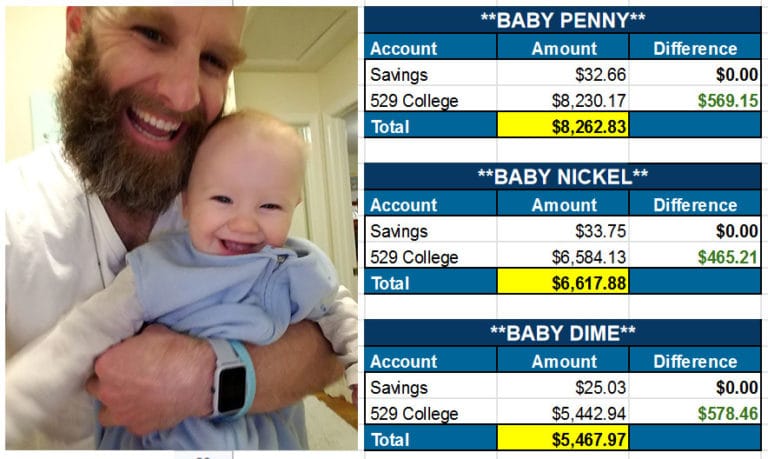 **BABY PENNY**
Account Amount Difference
Savings $32.66 $0.00
529 College $8,230.17 $569.15
Total $8,262.83
**BABY NICKEL**
Account Amount Difference
Savings $33.75 $0.00
529 College $6,584.13 $465.21
Total $6,617.88
**BABY DIME**
Account Amount Difference
Savings $25.03 $0.00
529 College $5,442.94 $578.46
Total $5,467.97